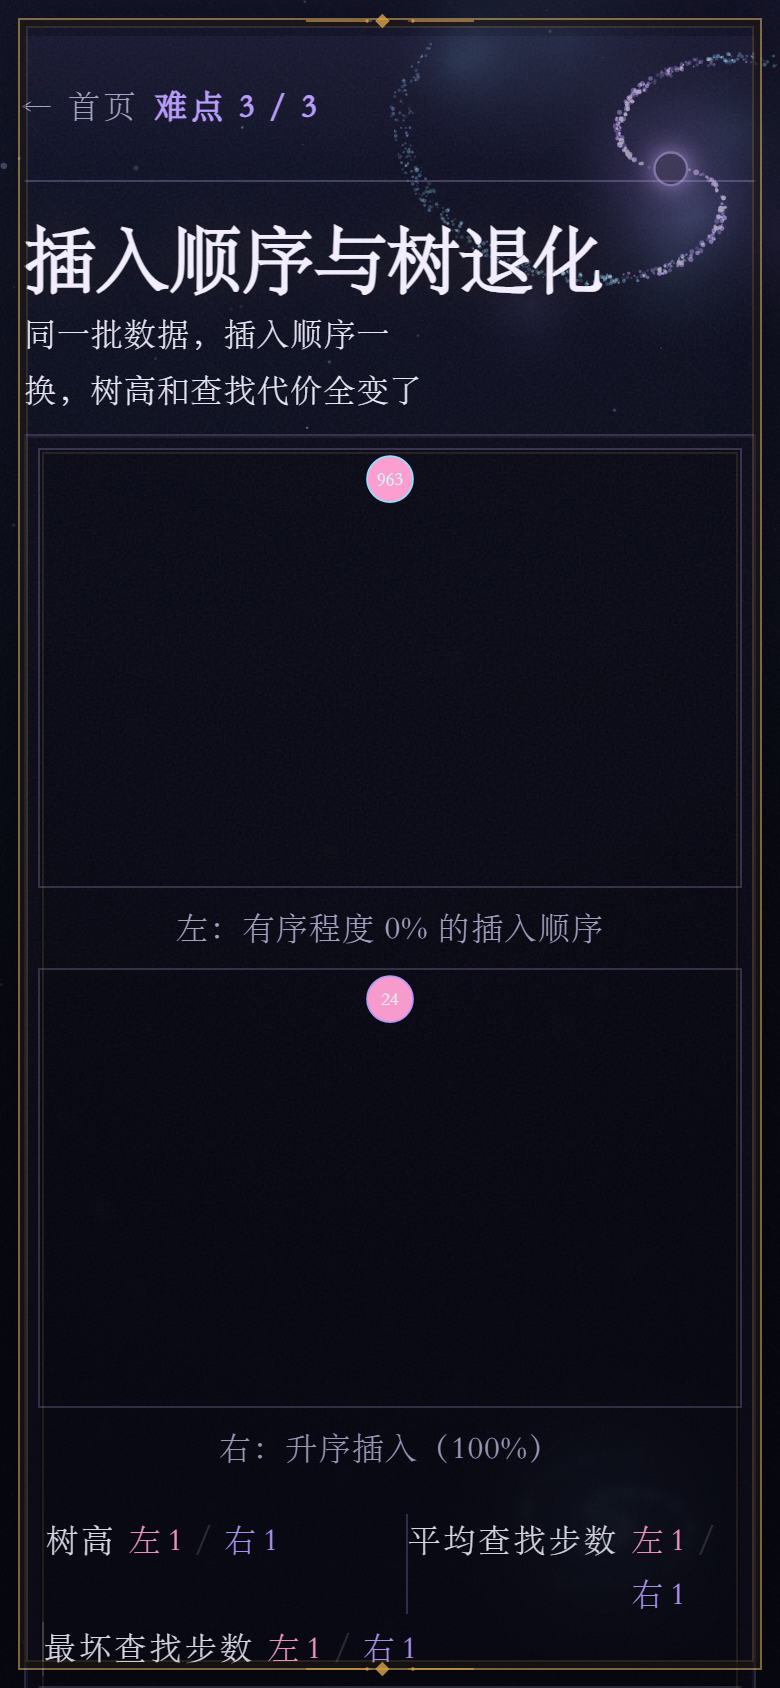 ← 首页 难点 3 / 3
插入顺序与树退化
同一批数据，插入顺序一
换，树高和查找代价全变了
963
左：有序程度 0% 的插入顺序
24
右：升序插入（100%）
树高 左 1 / 右 1
平均查找步数 左 1 /
右 1
最坏查找步数 左 1 / 右 1